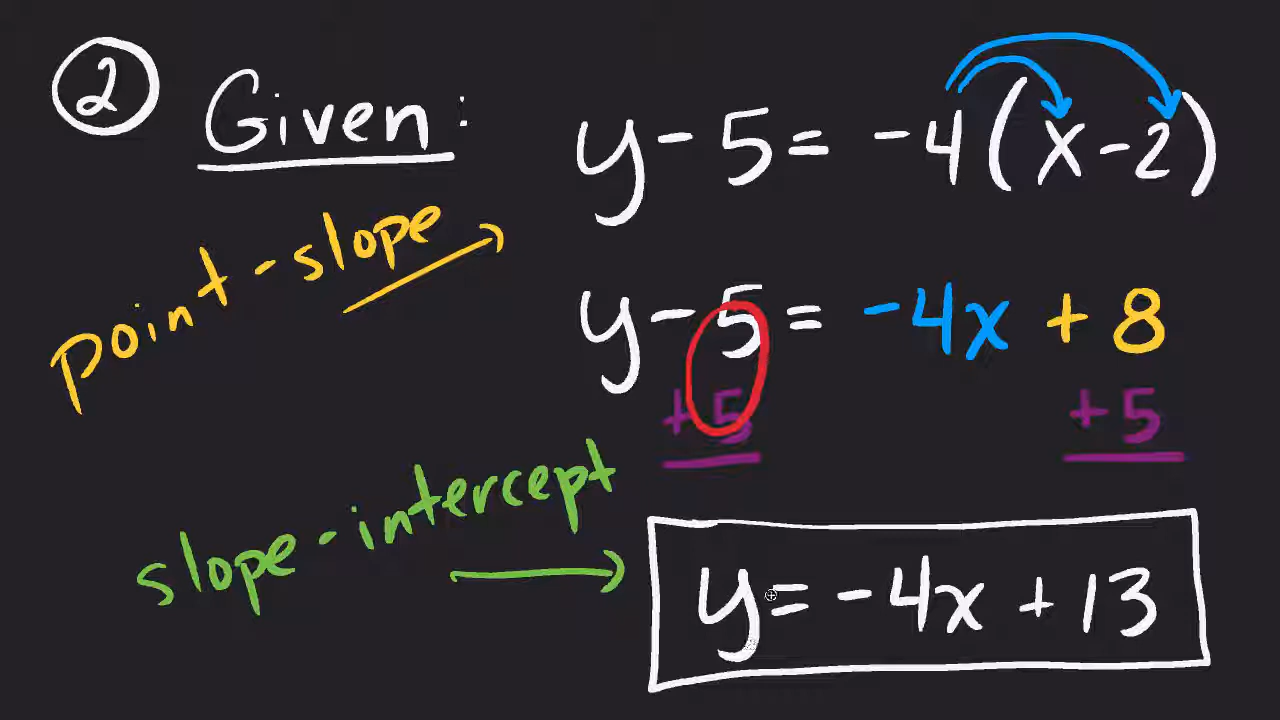 2 Given: y - 5 = -4(x - 2)
point - slope
y - 5 = -4x + 8
+ 5 + 5
slope - intercept
y = -4x + 13